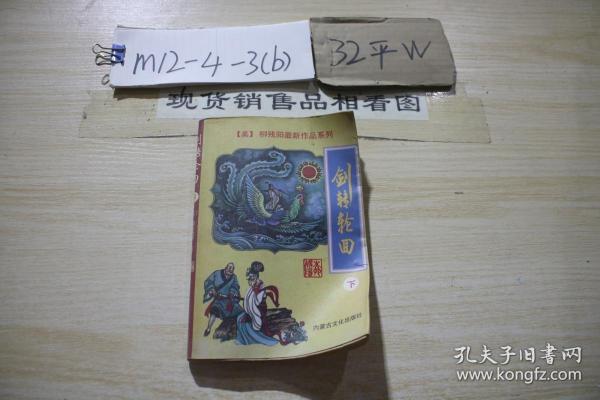 m12-4-3(b)
32平W
现货销售品相看图
【美】柳残阳最新作品系列
剑转轮回
下
内蒙古文化出版社
孔夫子旧书网
www.kongfz.com